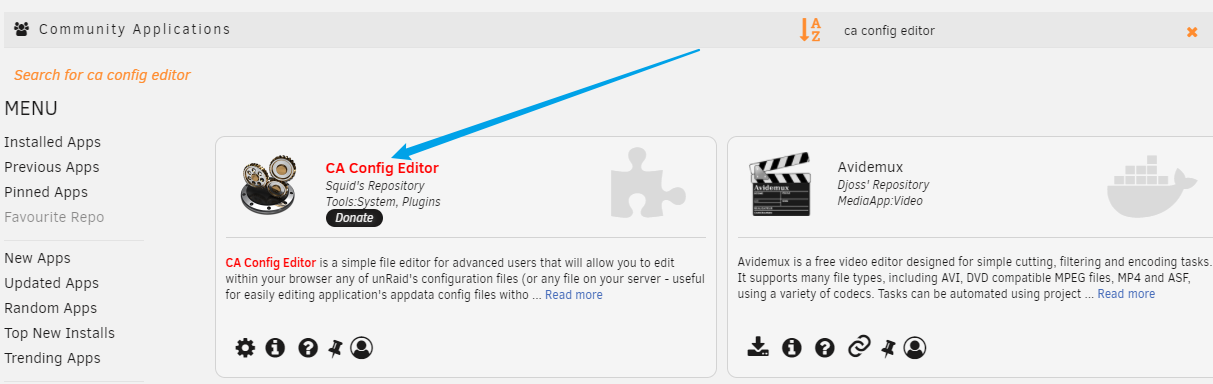 Community Applications
ca config editor
Search for ca config editor
MENU
Installed Apps
Previous Apps
Pinned Apps
Favourite Repo
New Apps
Updated Apps
Random Apps
Top New Installs
Trending Apps
CA Config Editor
Squid's Repository
Tools:System, Plugins
Donate
CA Config Editor is a simple file editor for advanced users that will allow you to edit
within your browser any of unRaid's configuration files (or any file on your server - useful
for easily editing application's appdata config files witho ... Read more
Avidemux
Avidemux
Djoss' Repository
MediaApp:Video
Avidemux is a free video editor designed for simple cutting, filtering and encoding tasks.
It supports many file types, including AVI, DVD compatible MPEG files, MP4 and ASF,
using a variety of codecs. Tasks can be automated using project ... Read more